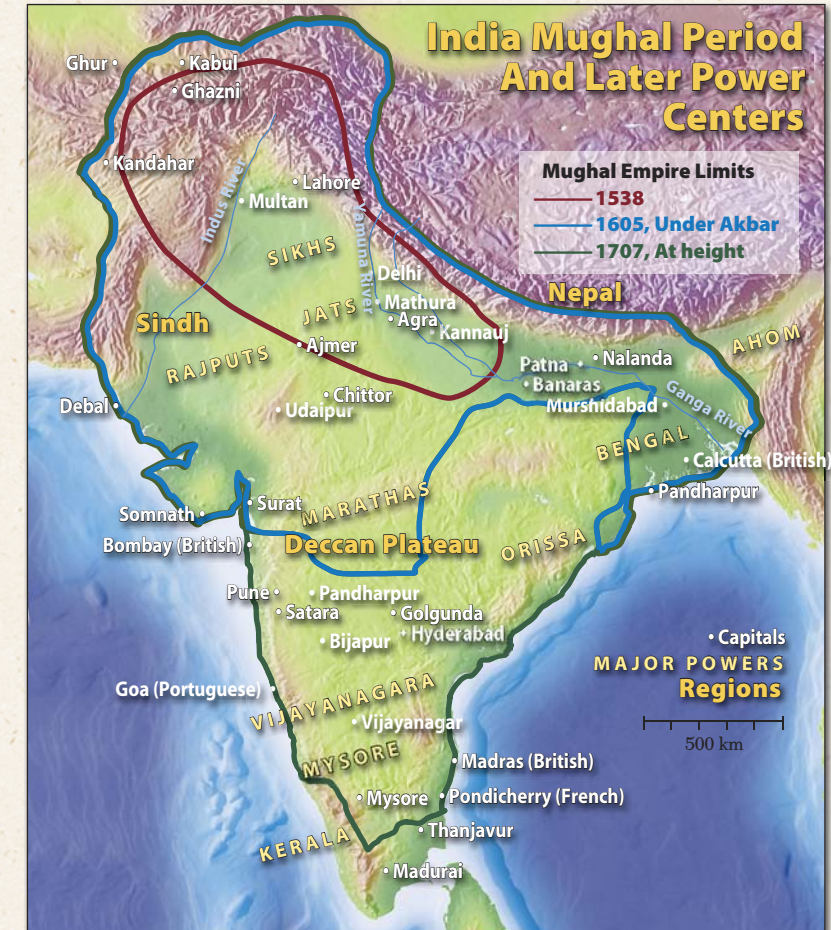 India Mughal Period
And Later Power
Centers
Mughal Empire Limits
1538
1605, Under Akbar
1707, At height
Ghur
Kabul
Ghazni
Kandahar
Indus River
Lahore
Multan
Yamuna River
SIKHS
Delhi
Nepal
Mathura
JATS
Sindh
Agra
Kannauj
AHOM
Ajmer
RAJPUTS
Patna
Nalanda
Banaras
Chittor
Udaipur
Debal
Murshidabad
Ganga River
BENGAL
Calcutta (British)
Pandharpur
Surat
MARATHAS
Somnath
Bombay (British)
Deccan Plateau
ORISSA
Pune
Pandharpur
Satara
Golgunda
Hyderabad
Bijapur
Capitals
MAJOR POWERS
Regions
500 km
Goa (Portuguese)
VIJAYANAGARA
Vijayanagar
MYSORE
Madras (British)
Mysore
Pondicherry (French)
Thanjavur
KERALA
Madurai